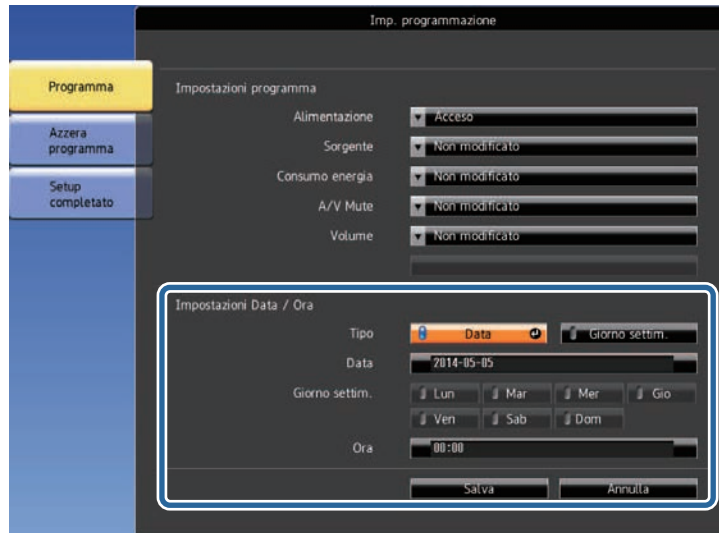 Imp. programmazione
Programma
Azzera
programma
Setup
completato
Impostazioni programma
Alimentazione Acceso
Sorgente Non modificato
Consumo energia Non modificato
A/V Mute Non modificato
Volume Non modificato
Impostazioni Data / Ora
Tipo Data Giorno settim.
Data 2014-05-05
Giorno settim. Lun Mar Mer Gio
Ven Sab Dom
Ora 00:00
Salva Annulla